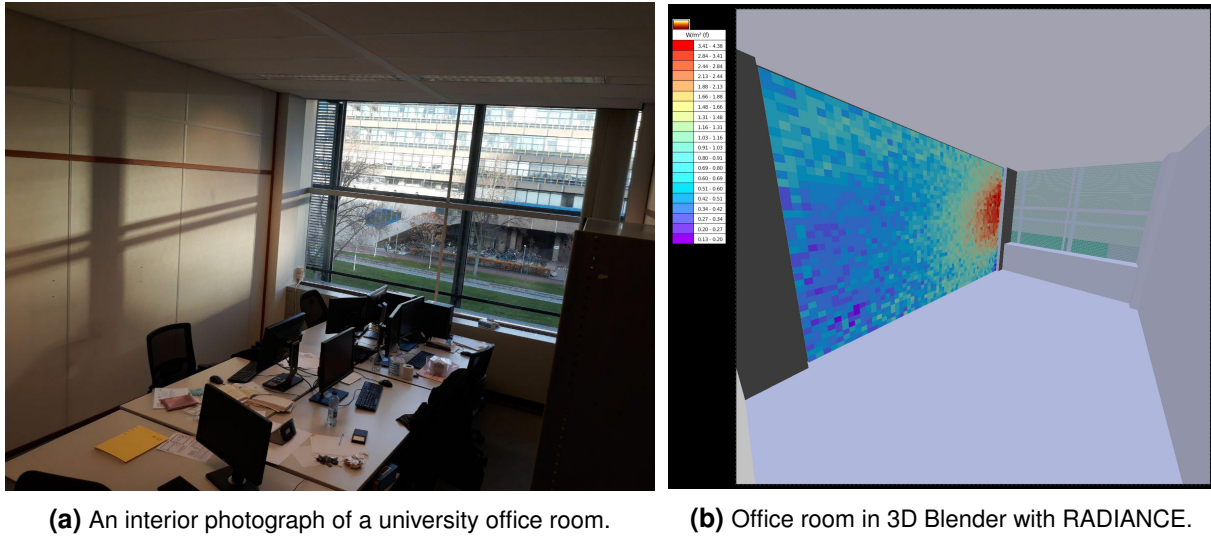 W/m² (f)
3.41 - 4.38
2.84 - 3.41
2.44 - 2.84
2.13 - 2.44
1.88 - 2.13
1.66 - 1.88
1.48 - 1.66
1.31 - 1.48
1.16 - 1.31
1.03 - 1.16
0.91 - 1.03
0.80 - 0.91
0.69 - 0.80
0.60 - 0.69
0.51 - 0.60
0.42 - 0.51
0.34 - 0.42
0.27 - 0.34
0.20 - 0.27
0.13 - 0.20
(a) An interior photograph of a university office room.
(b) Office room in 3D Blender with RADIANCE.